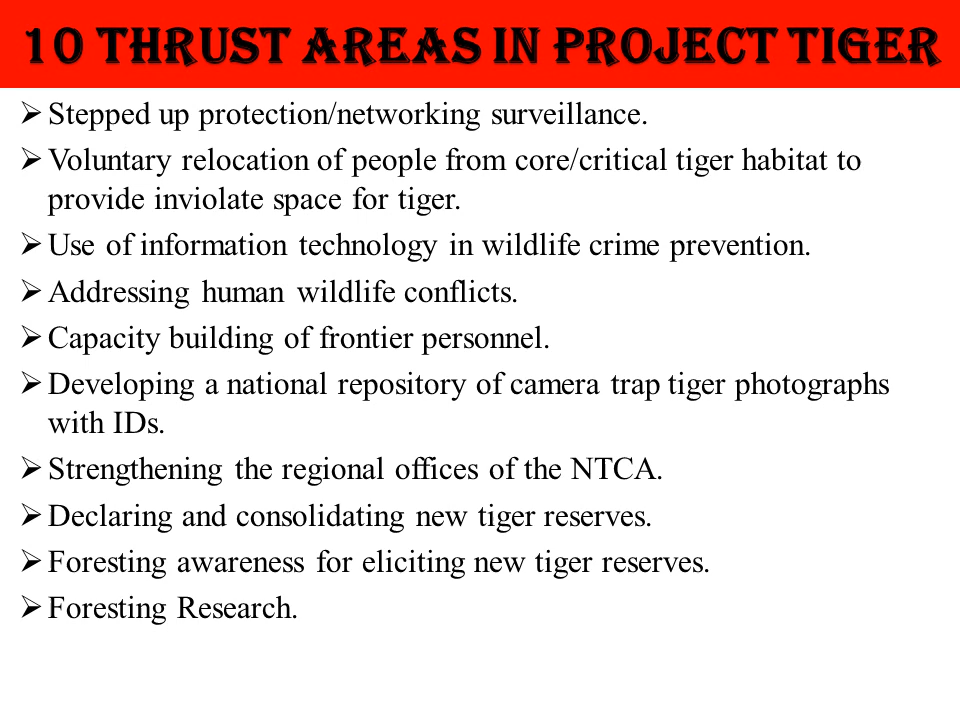 10 THRUST AREAS IN PROJECT TIGER
➢ Stepped up protection/networking surveillance.
➢ Voluntary relocation of people from core/critical tiger habitat to
provide inviolate space for tiger.
➢ Use of information technology in wildlife crime prevention.
➢ Addressing human wildlife conflicts.
➢ Capacity building of frontier personnel.
➢ Developing a national repository of camera trap tiger photographs
with IDs.
➢ Strengthening the regional offices of the NTCA.
➢ Declaring and consolidating new tiger reserves.
➢ Foresting awareness for eliciting new tiger reserves.
➢ Foresting Research.